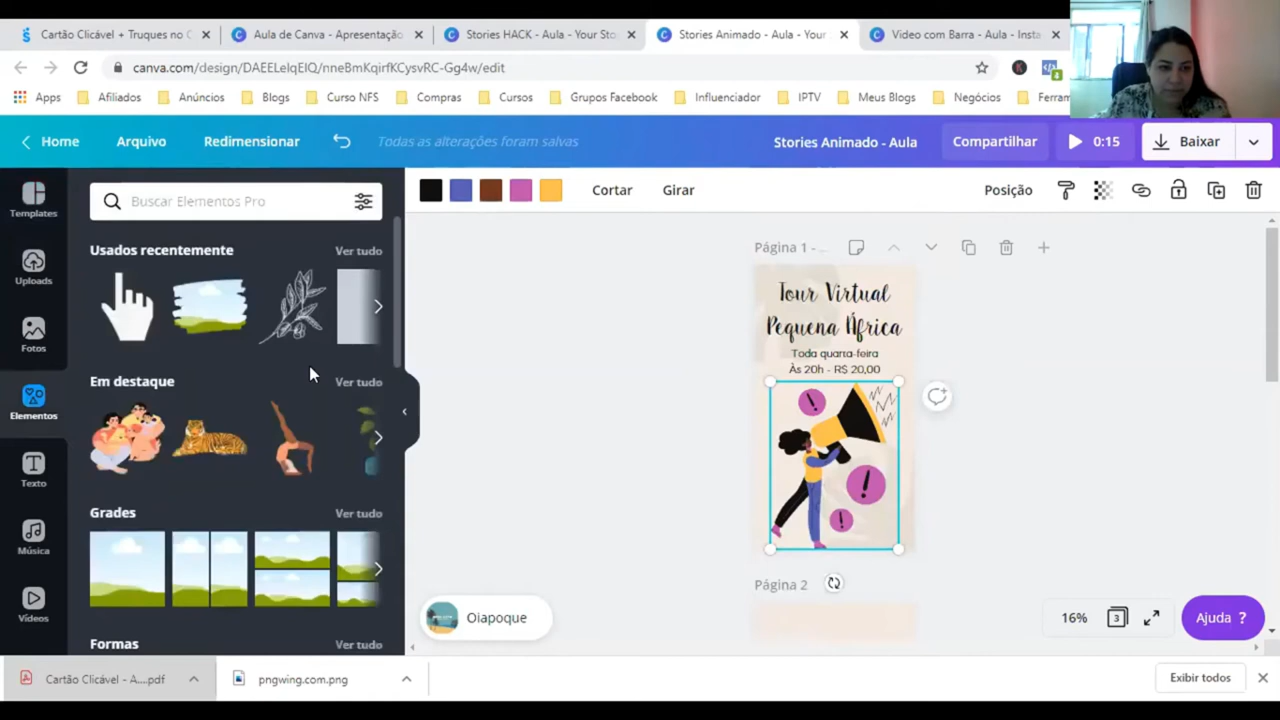 Cartão Clicável + Truques no C
Aula de Canva - Apresentação
Stories HACK - Aula - Your Sto
Stories Animado - Aula - Your
Video com Barra - Aula - Insta
canva.com/design/DAEELelqEIQ/nneBmKqirfKCysvRC-Gg4w/edit
K
4
Apps
Afiliados
Anúncios
Blogs
Curso NFS
Compras
Cursos
Grupos Facebook
Influenciador
IPTV
Meus Blogs
Negócios
Ferram
Home
Arquivo
Redimensionar
Todas as alterações foram salvas
Stories Animado - Aula
Compartilhar
0:15
Baixar
Templates
Uploads
Fotos
Elementos
Texto
Música
Vídeos
Buscar Elementos Pro
Usados recentemente
Ver tudo
Em destaque
Ver tudo
Grades
Ver tudo
Formas
Ver tudo
Cortar
Girar
Posição
Página 1 - ...
Tour Virtual
Pequena África
Toda quarta-feira
Às 20h - R$ 20,00
!
!
!
Página 2
Oiapoque
16%
3
Ajuda ?
Cartão Clicável - A....pdf
pngwing.com.png
Exibir todos